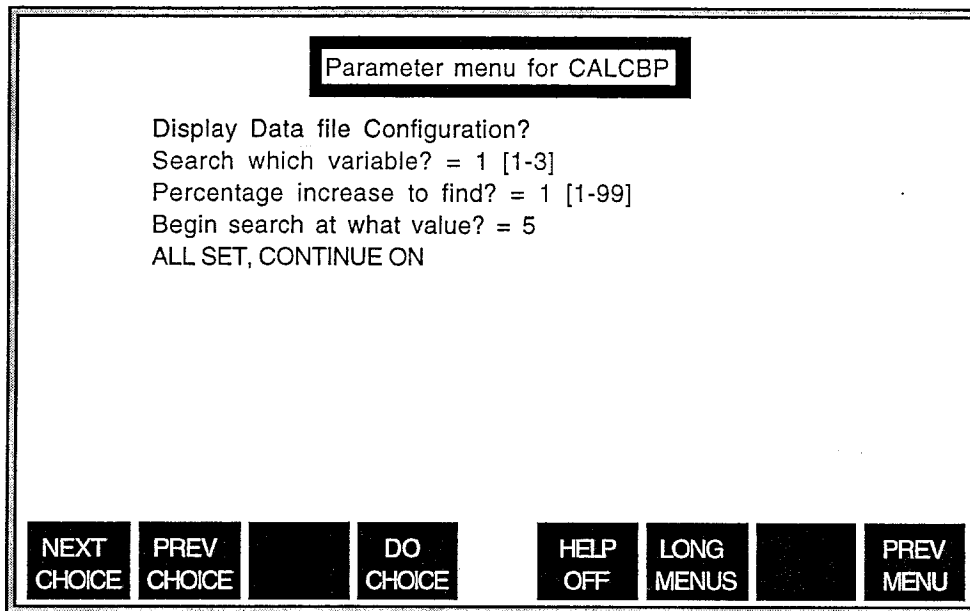 Parameter menu for CALCBP
Display Data file Configuration?
Search which variable? = 1 [1-3]
Percentage increase to find? = 1 [1-99]
Begin search at what value? = 5
ALL SET, CONTINUE ON
NEXT CHOICE
PREV CHOICE
DO CHOICE
HELP OFF
LONG MENUS
PREV MENU